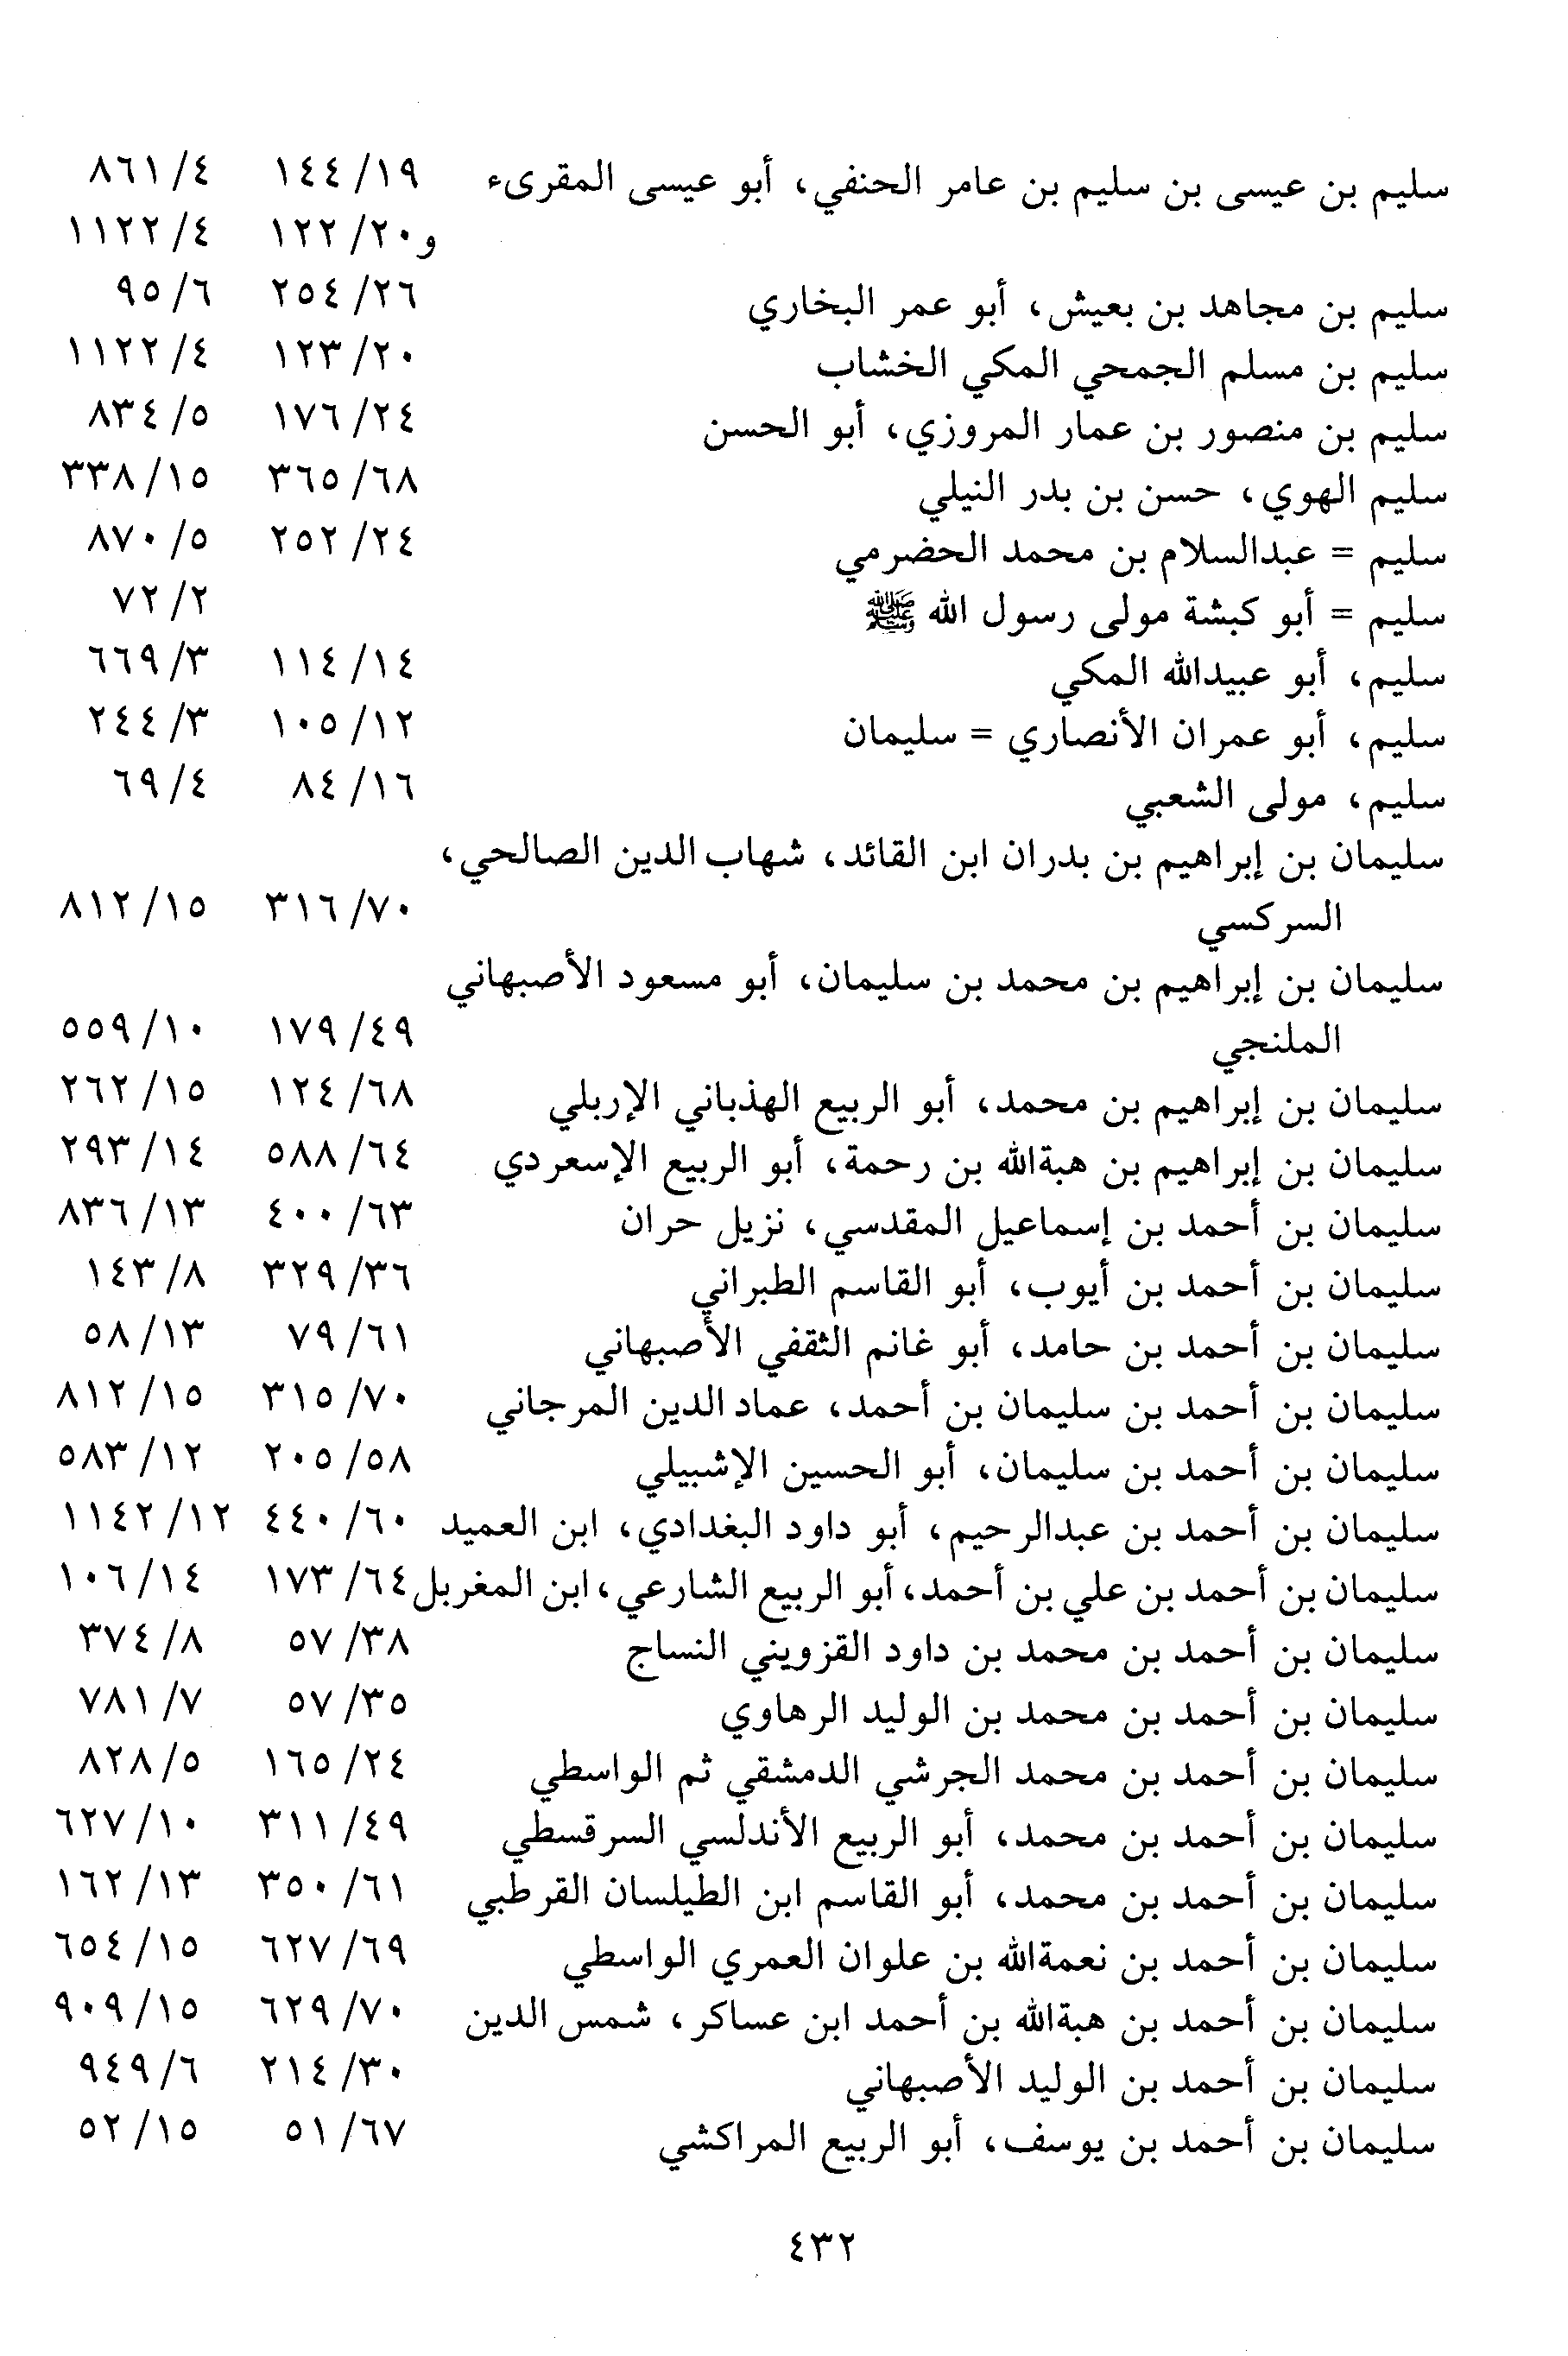 سليم بن عيسى بن سليم بن عامر الحنفي، أبو عيسى المقرىء ١٩/ ١٤٤ ٤/ ٨٦١
و٢٠/ ١٢٢ ٤/ ١١٢٢
سليم بن مجاهد بن بعيش، أبو عمر البخاري ٢٦/ ٢٥٤ ٦/ ٩٥
سليم بن مسلم الجمحي المكي الخشاب ٢٠/ ١٢٣ ٤/ ١١٢٢
سليم بن منصور بن عمار المروزي، أبو الحسن ٢٤/ ١٧٦ ٥/ ٨٣٤
سليم الهوي، حسن بن بدر النيلي ٦٨/ ٣٦٥ ١٥/ ٣٣٨
سليم = عبدالسلام بن محمد الحضرمي ٢٤/ ٢٥٢ ٥/ ٨٧٠
سليم = أبو كبشة مولى رسول الله ﷺ ٢/ ٧٢
سليم، أبو عبيدالله المكي ١٤/ ١١٤ ٣/ ٦٦٩
سليم، أبو عمران الأنصاري = سليمان ١٢/ ١٠٥ ٣/ ٢٤٤
سليم، مولى الشعبي ١٦/ ٨٤ ٤/ ٦٩
سليمان بن إبراهيم بن بدران ابن القائد، شهاب الدين الصالحي،
السركسي ٧٠/ ٣١٦ ١٥/ ٨١٢
سليمان بن إبراهيم بن محمد بن سليمان، أبو مسعود الأصبهاني
الملنجي ٤٩/ ١٧٩ ١٠/ ٥٥٩
سليمان بن إبراهيم بن محمد، أبو الربيع الهذباني الإربلي ٦٨/ ١٢٤ ١٥/ ٢٦٢
سليمان بن إبراهيم بن هبةالله بن رحمة، أبو الربيع الإسعردي ٦٤/ ٥٨٨ ١٤/ ٢٩٣
سليمان بن أحمد بن إسماعيل المقدسي، نزيل حران ٦٣/ ٤٠٠ ١٣/ ٨٣٦
سليمان بن أحمد بن أيوب، أبو القاسم الطبراني ٣٦/ ٣٢٩ ٨/ ١٤٣
سليمان بن أحمد بن حامد، أبو غانم الثقفي الأصبهاني ٦١/ ٧٩ ١٣/ ٥٨
سليمان بن أحمد بن سليمان بن أحمد، عماد الدين المرجاني ٧٠/ ٣١٥ ١٥/ ٨١٢
سليمان بن أحمد بن سليمان، أبو الحسين الإشبيلي ٥٨/ ٢٠٥ ١٢/ ٥٨٣
سليمان بن أحمد بن عبدالرحيم، أبو داود البغدادي، ابن العميد ٦٠/ ٤٤٠ ١٢/ ١١٤٢
سليمان بن أحمد بن علي بن أحمد، أبو الربيع الشارعي، ابن المغربل ٦٤/ ١٧٣ ١٤/ ١٠٦
سليمان بن أحمد بن محمد بن داود القزويني النساج ٣٨/ ٥٧ ٨/ ٣٧٤
سليمان بن أحمد بن محمد بن الوليد الرهاوي ٣٥/ ٥٧ ٧/ ٧٨١
سليمان بن أحمد بن محمد الجرشي الدمشقي ثم الواسطي ٢٤/ ١٦٥ ٥/ ٨٢٨
سليمان بن أحمد بن محمد، أبو الربيع الأندلسي السرقسطي ٤٩/ ٣١١ ١٠/ ٦٢٧
سليمان بن أحمد بن محمد، أبو القاسم ابن الطيلسان القرطبي ٦١/ ٣٥٠ ١٣/ ١٦٢
سليمان بن أحمد بن نعمةالله بن علوان العمري الواسطي ٦٩/ ٦٢٧ ١٥/ ٦٥٤
سليمان بن أحمد بن هبةالله بن أحمد ابن عساكر، شمس الدين ٧٠/ ٦٢٩ ١٥/ ٩٠٩
سليمان بن أحمد بن الوليد الأصبهاني ٣٠/ ٢١٤ ٦/ ٩٤٩
سليمان بن أحمد بن يوسف، أبو الربيع المراكشي ٦٧/ ٥١ ١٥/ ٥٢
٤٣٢